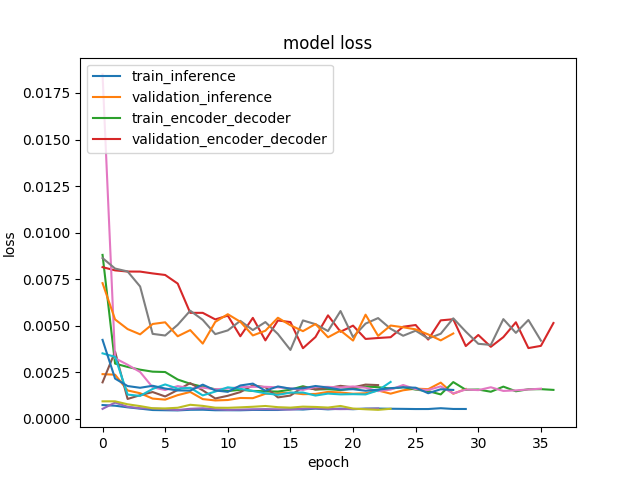 model loss
train_inference
validation_inference
train_encoder_decoder
validation_encoder_decoder
0.0175
0.0150
0.0125
0.0100
0.0075
0.0050
0.0025
0.0000
loss
0 5 10 15 20 25 30 35
epoch